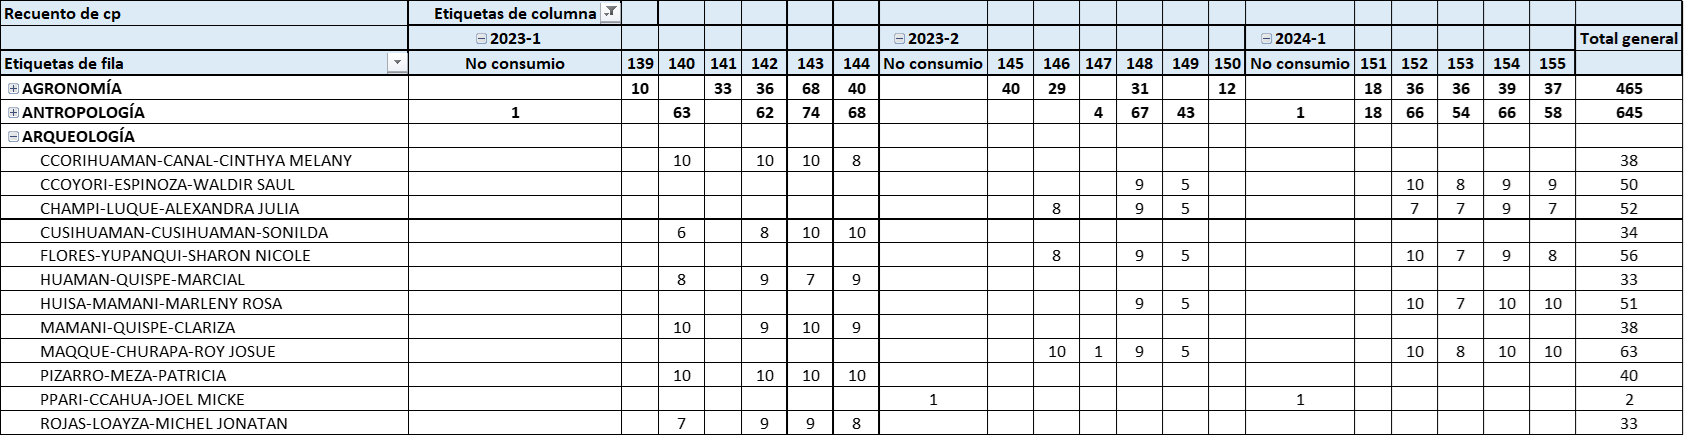 Recuento de cp Etiquetas de columna
2023-1 2023-2 2024-1 Total general
Etiquetas de fila No consumio 139 140 141 142 143 144 No consumio 145 146 147 148 149 150 No consumio 151 152 153 154 155
AGRONOMÍA 10 33 36 68 40 40 29 31 12 18 36 36 39 37 465
ANTROPOLOGÍA 1 63 62 74 68 4 67 43 1 18 66 54 66 58 645
ARQUEOLOGÍA
CCORIHUAMAN-CANAL-CINTHYA MELANY 10 10 10 8 38
CCOYORI-ESPINOZA-WALDIR SAUL 9 5 10 8 9 9 50
CHAMPI-LUQUE-ALEXANDRA JULIA 8 9 5 7 7 9 7 52
CUSIHUAMAN-CUSIHUAMAN-SONILDA 6 8 10 10 34
FLORES-YUPANQUI-SHARON NICOLE 8 9 5 10 7 9 8 56
HUAMAN-QUISPE-MARCIAL 8 9 7 9 33
HUISA-MAMANI-MARLENY ROSA 9 5 10 7 10 10 51
MAMANI-QUISPE-CLARIZA 10 9 10 9 38
MAQQUE-CHURAPA-ROY JOSUE 10 1 9 5 10 8 10 10 63
PIZARRO-MEZA-PATRICIA 10 10 10 10 40
PPARI-CCAHUA-JOEL MICKE 1 1 2
ROJAS-LOAYZA-MICHEL JONATAN 7 9 9 8 33